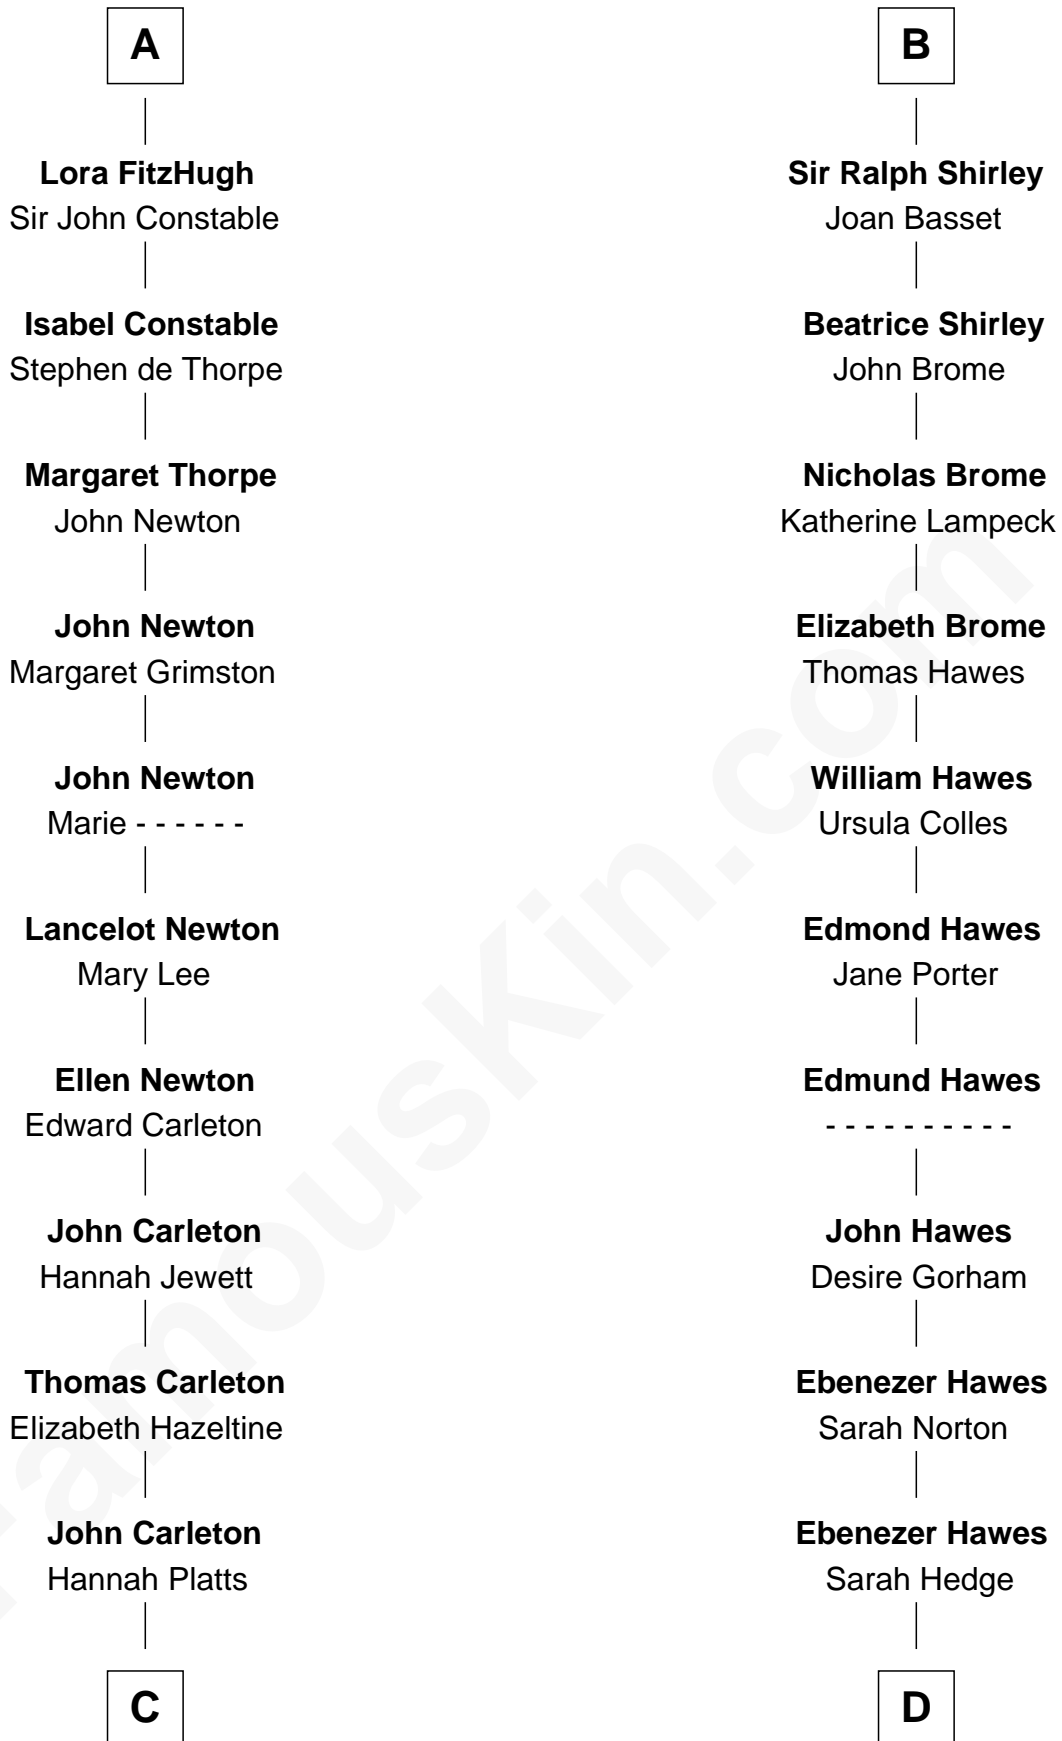 A
Lora FitzHugh
Sir John Constable
Isabel Constable
Stephen de Thorpe
Margaret Thorpe
John Newton
John Newton
Margaret Grimston
John Newton
Marie - - - - - -
Lancelot Newton
Mary Lee
Ellen Newton
Edward Carleton
John Carleton
Hannah Jewett
Thomas Carleton
Elizabeth Hazeltine
John Carleton
Hannah Platts
C
B
Sir Ralph Shirley
Joan Basset
Beatrice Shirley
John Brome
Nicholas Brome
Katherine Lampeck
Elizabeth Brome
Thomas Hawes
William Hawes
Ursula Colles
Edmond Hawes
Jane Porter
Edmund Hawes
- - - - - - - - - -
John Hawes
Desire Gorham
Ebenezer Hawes
Sarah Norton
Ebenezer Hawes
Sarah Hedge
D
FamousKin.com